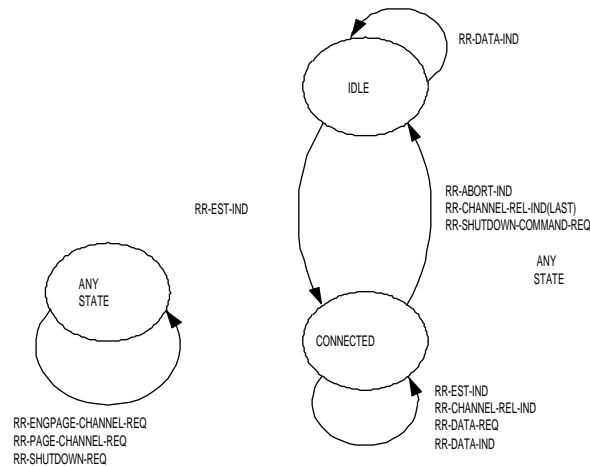 RR-DATA-IND
IDLE
RR-EST-IND
RR-ABORT-IND
RR-CHANNEL-REL-IND(LAST)
RR-SHUTDOWN-COMMAND-REQ
ANY
STATE
ANY
STATE
CONNECTED
RR-EST-IND
RR-CHANNEL-REL-IND
RR-DATA-REQ
RR-DATA-IND
RR-ENGPAGE-CHANNEL-REQ
RR-PAGE-CHANNEL-REQ
RR-SHUTDOWN-REQ